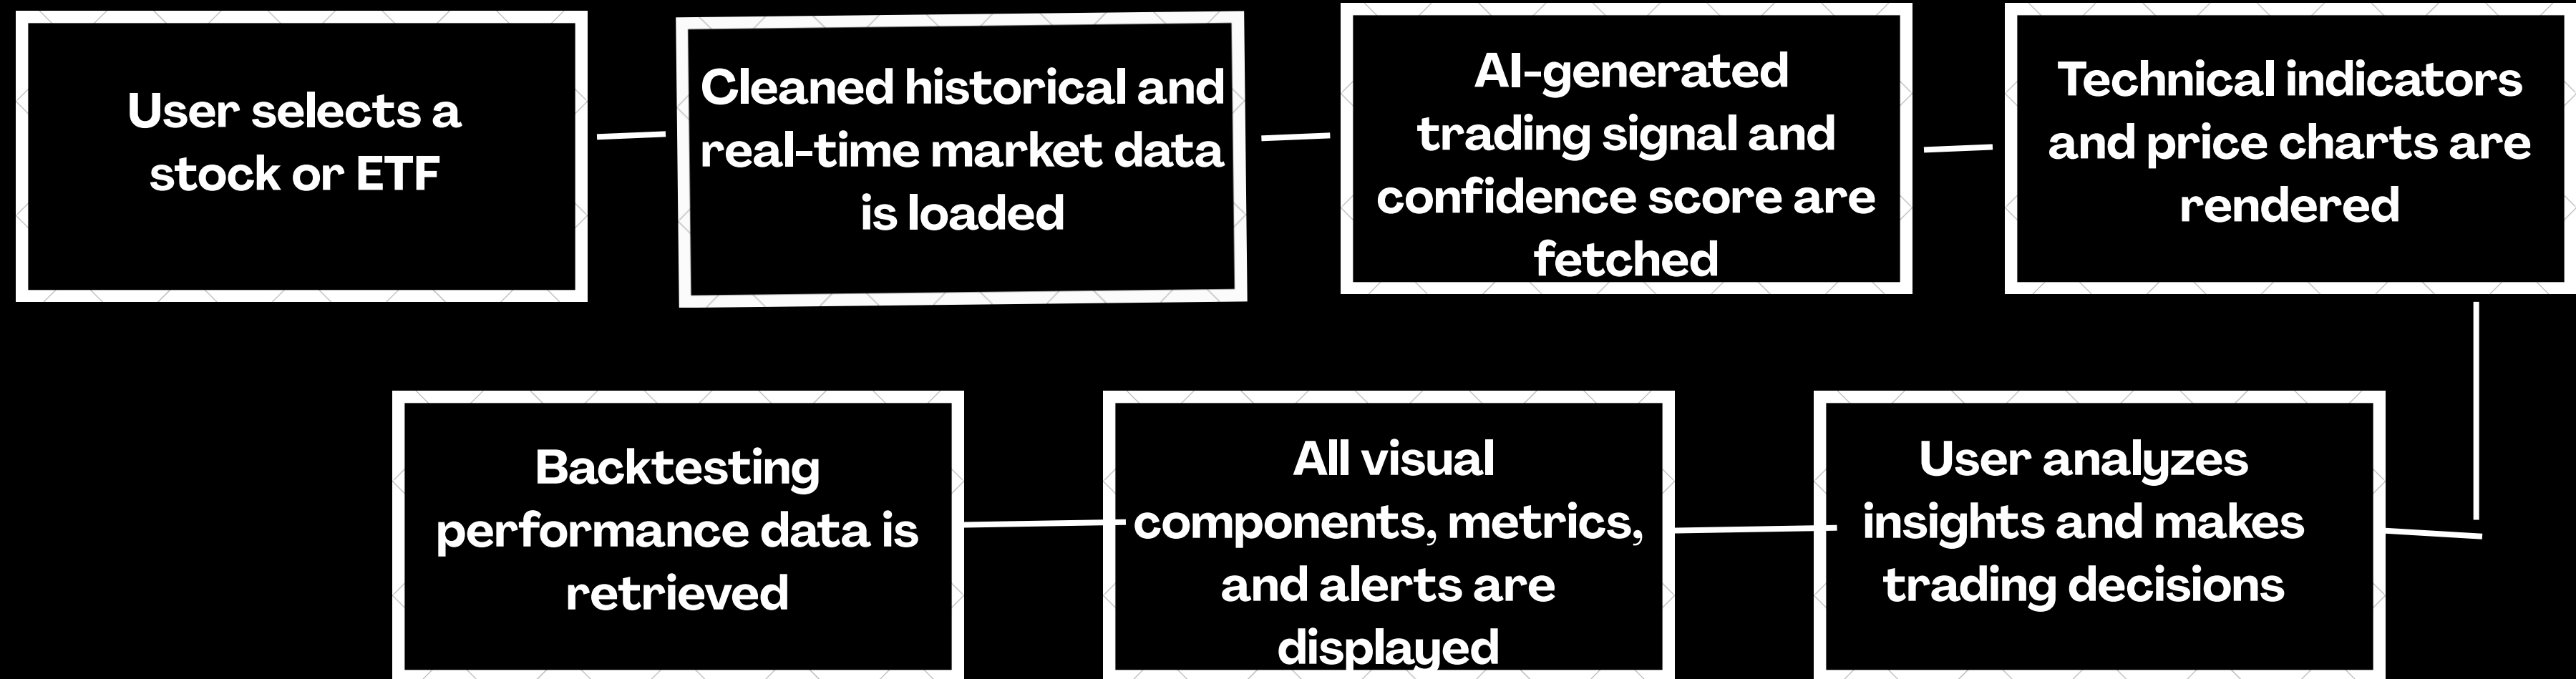 User selects a
stock or ETF
Cleaned historical and
real-time market data
is loaded
AI-generated
trading signal and
confidence score are
fetched
Technical indicators
and price charts are
rendered
Backtesting
performance data is
retrieved
All visual
components, metrics,
and alerts are
displayed
User analyzes
insights and makes
trading decisions